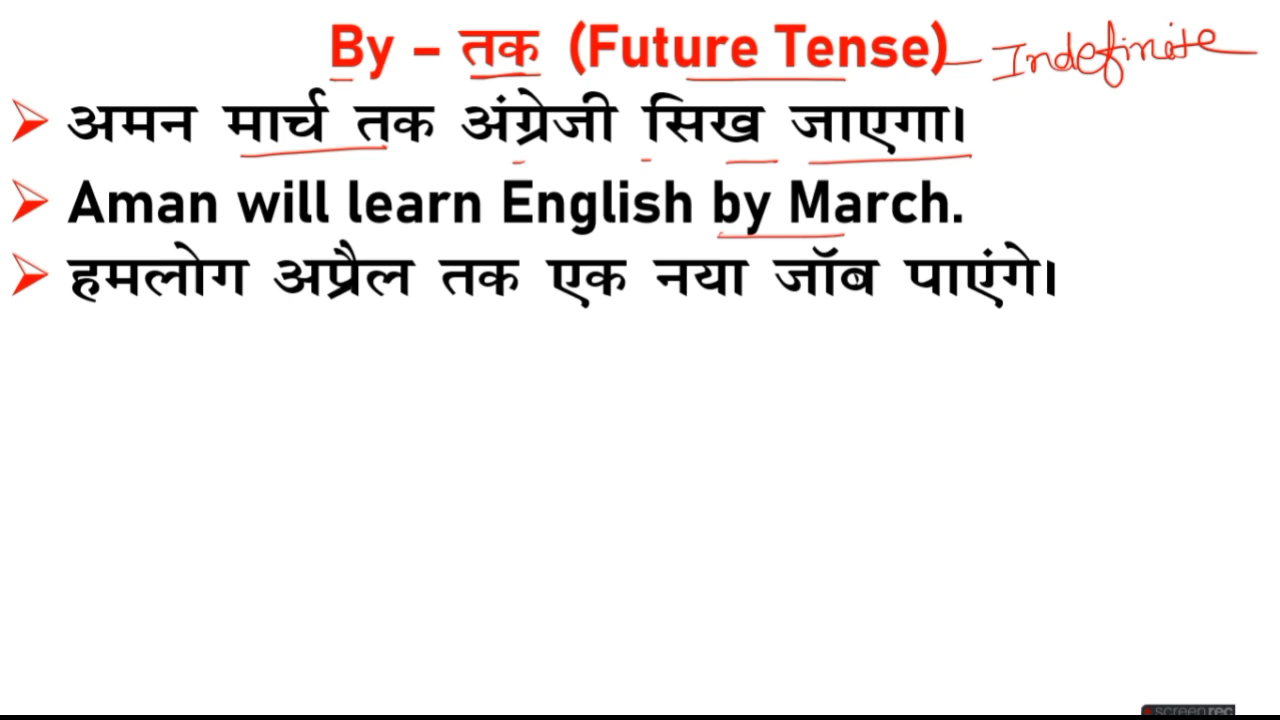 By – तक (Future Tense) Indefinite
अमन मार्च तक अंग्रेजी सिख जाएगा।
Aman will learn English by March.
हमलोग अप्रैल तक एक नया जॉब पाएंगे।
screenrec